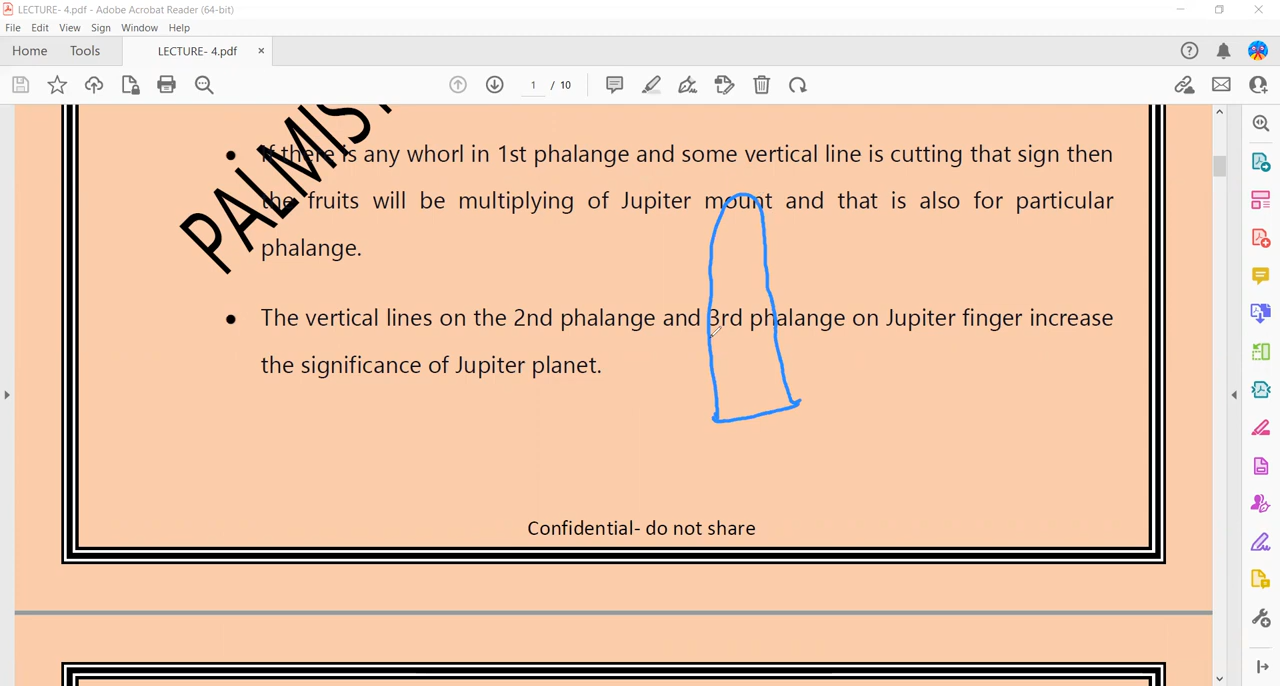 LECTURE- 4.pdf - Adobe Acrobat Reader (64-bit)
File Edit View Sign Window Help
Home Tools LECTURE- 4.pdf ×
1 / 10
PALMIST
If there is any whorl in 1st phalange and some vertical line is cutting that sign then
the fruits will be multiplying of Jupiter mount and that is also for particular
phalange.
The vertical lines on the 2nd phalange and 3rd phalange on Jupiter finger increase
the significance of Jupiter planet.
Confidential- do not share